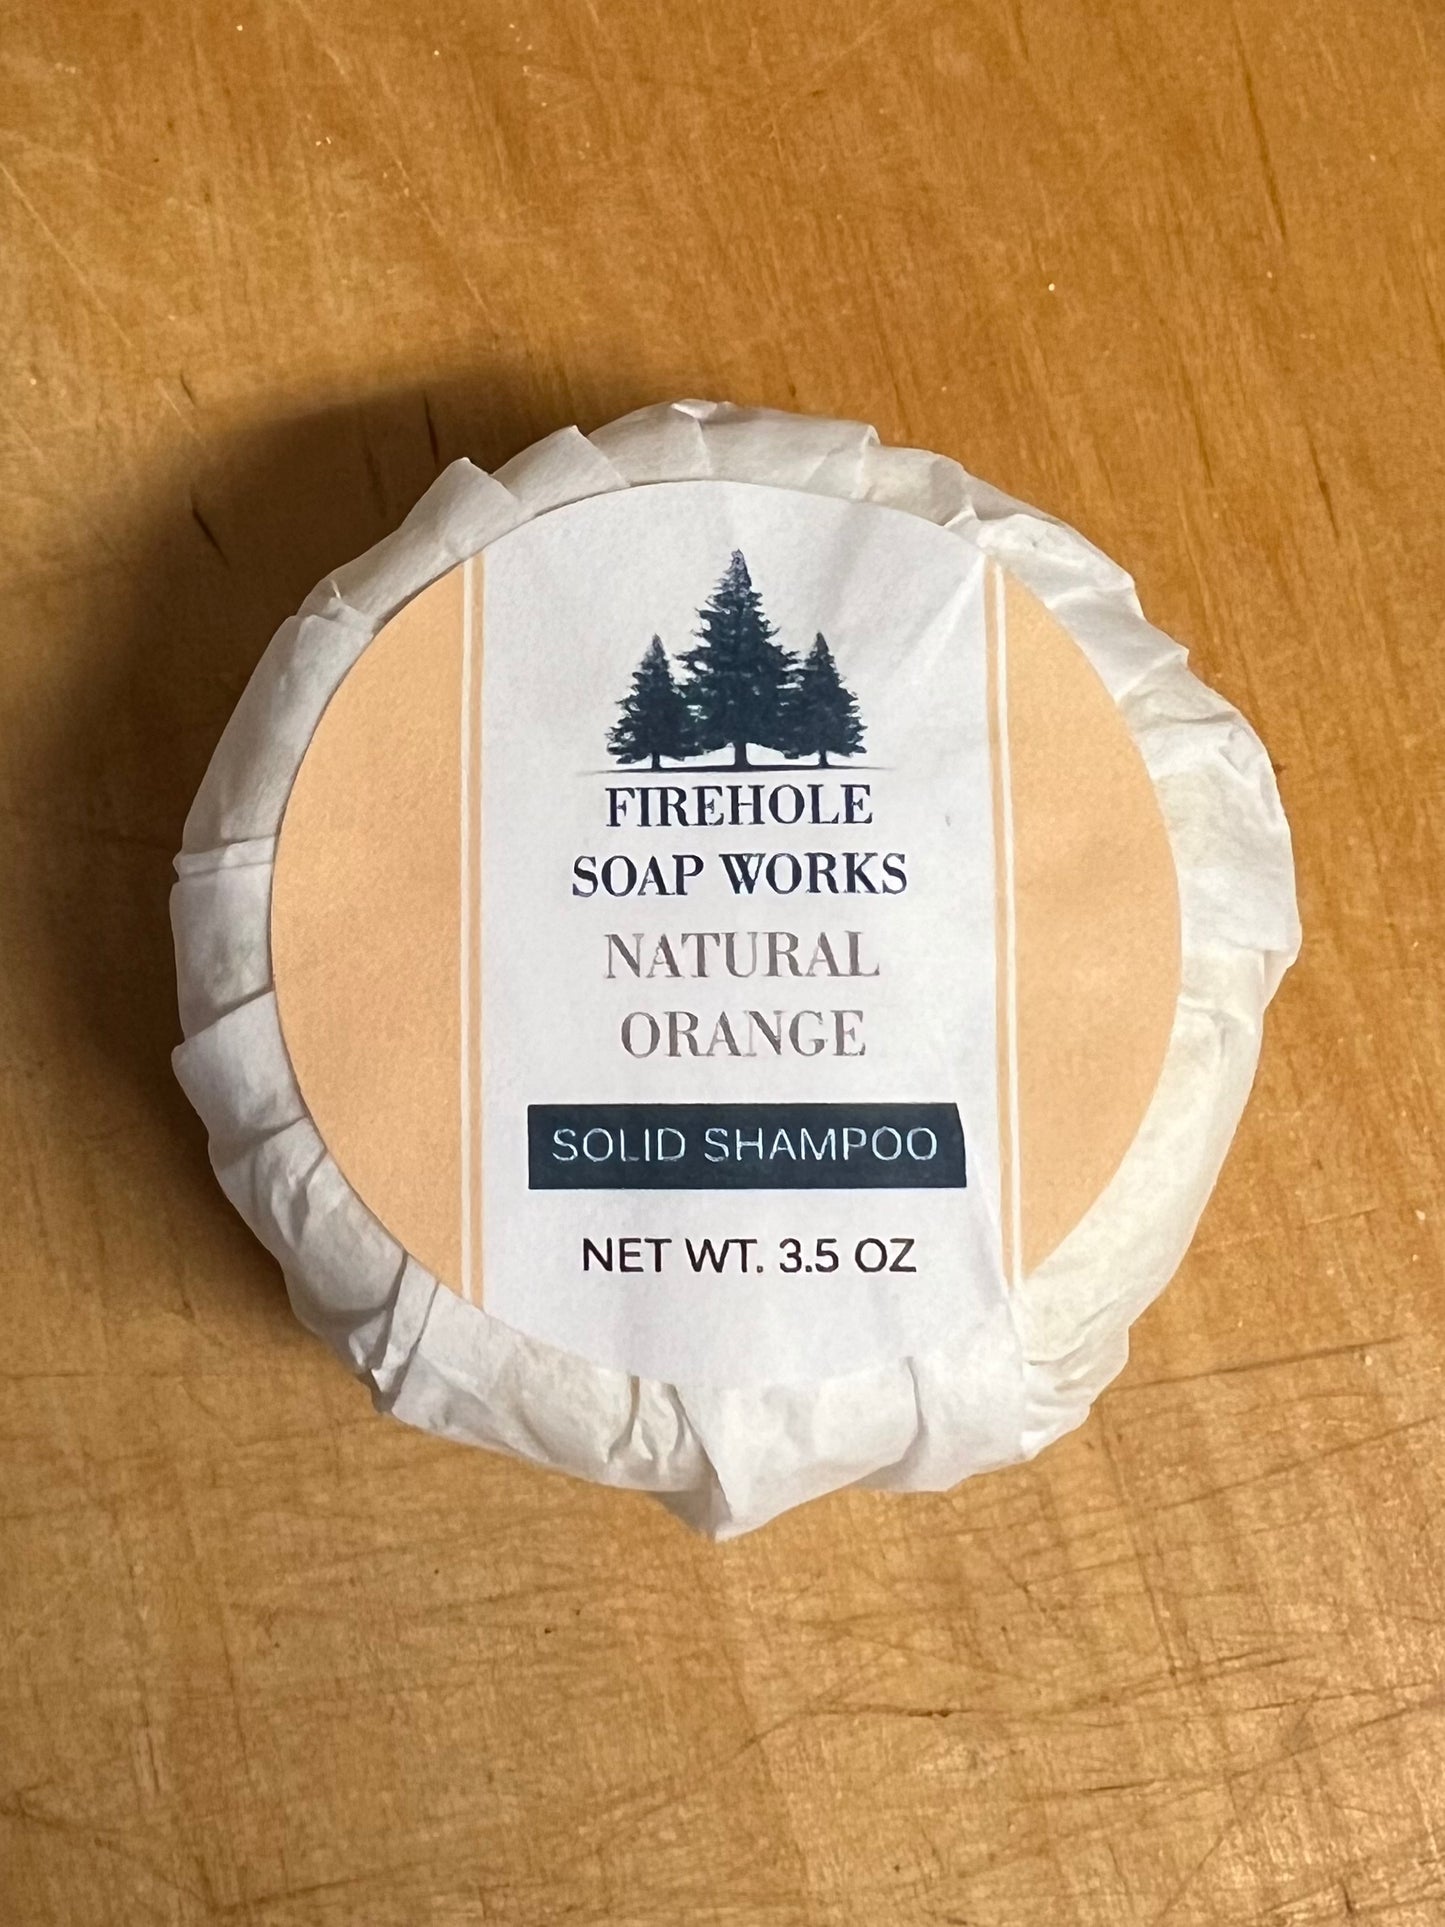 FIREHOLE
SOAP WORKS
NATURAL
ORANGE
SOLID SHAMPOO
NET WT. 3.5 OZ